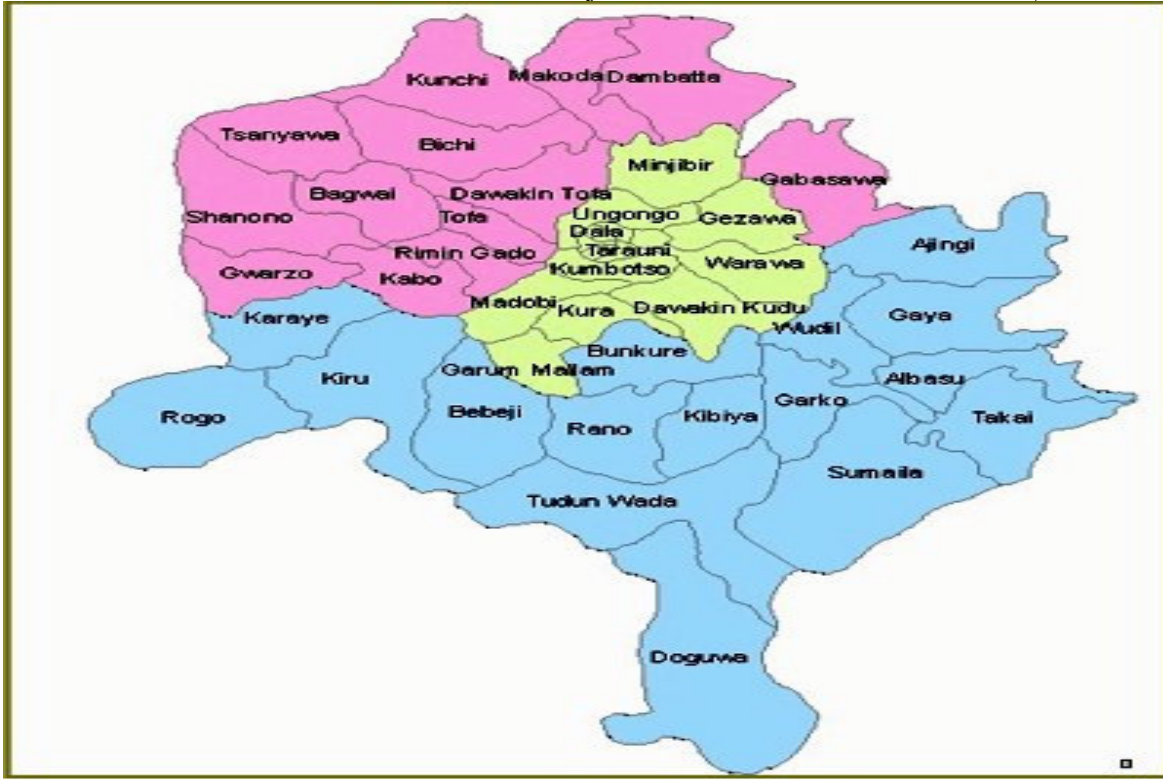 Kunchi
Makoda
Dambatta
Tsanyawa
Bichi
Minjibir
Gabasawa
Bagwai
Dawakin Tofa
Shanono
Tofa
Ungongo
Gezawa
Dala
Ajingi
Tarauni
Rimin Gado
Kumbotso
Warawa
Gwarzo
Kabo
Madobi
Kura
Dawakin Kudu
Karaye
Wudil
Gaya
Bunkure
Garum Mallam
Kiru
Albasu
Rogo
Bebeji
Rano
Kibiya
Garko
Takai
Sumaila
Tudun Wada
Doguwa